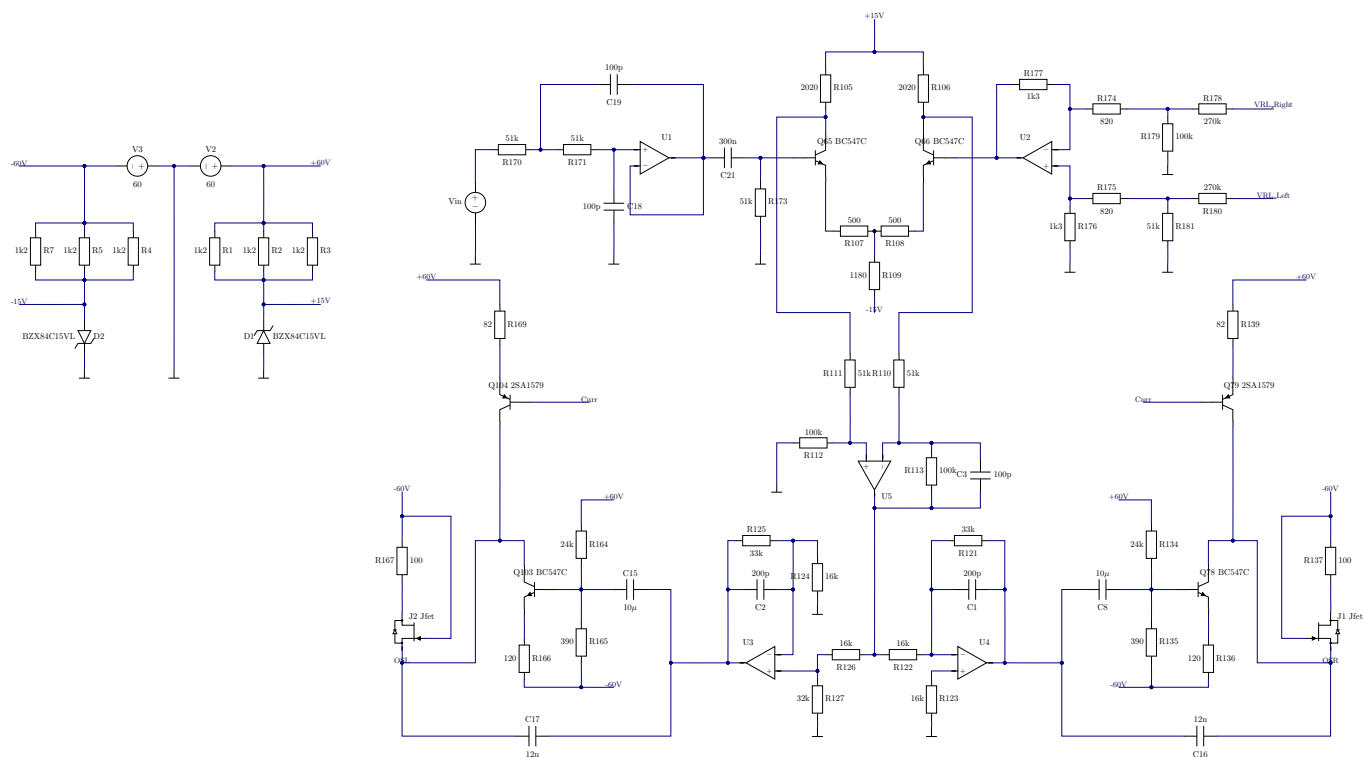 +15V
R177
1k3
100p
C19
2020
R105
2020
R106
R174
820
R178
270k
VRL_Right
R179
100k
V3
60
V2
60
-60V
+60V
51k
R170
51k
R171
U1
300n
C21
Q65 BC547C
Q66 BC547C
U2
Vin
100p
C18
51k
R173
R175
820
270k
R180
VRL_Left
1k3
R176
51k
R181
500
R107
500
R108
1k2
R7
1k2
R5
1k2
R4
1k2
R1
1k2
R2
1k2
R3
1180
R109
-15V
-15V
+15V
+60V
+60V
BZX84C15VL
D2
D1
BZX84C15VL
82
R169
82
R139
R111
51k
R110
51k
Q104 2SA1579
Curr
Q79 2SA1579
Curr
100k
R112
R113
100k
C3
100p
U5
-60V
+60V
+60V
-60V
R167
100
24k
R164
R125
33k
33k
R121
24k
R134
R137
100
Q103 BC547C
C15
10μ
200p
C2
R124
16k
200p
C1
10μ
C8
Q78 BC547C
J2 Jfet
J1 Jfet
OSL
390
R165
120
R166
U3
16k
R126
16k
R122
U4
390
R135
120
R136
OSR
-60V
-60V
32k
R127
16k
R123
C17
12n
12n
C16